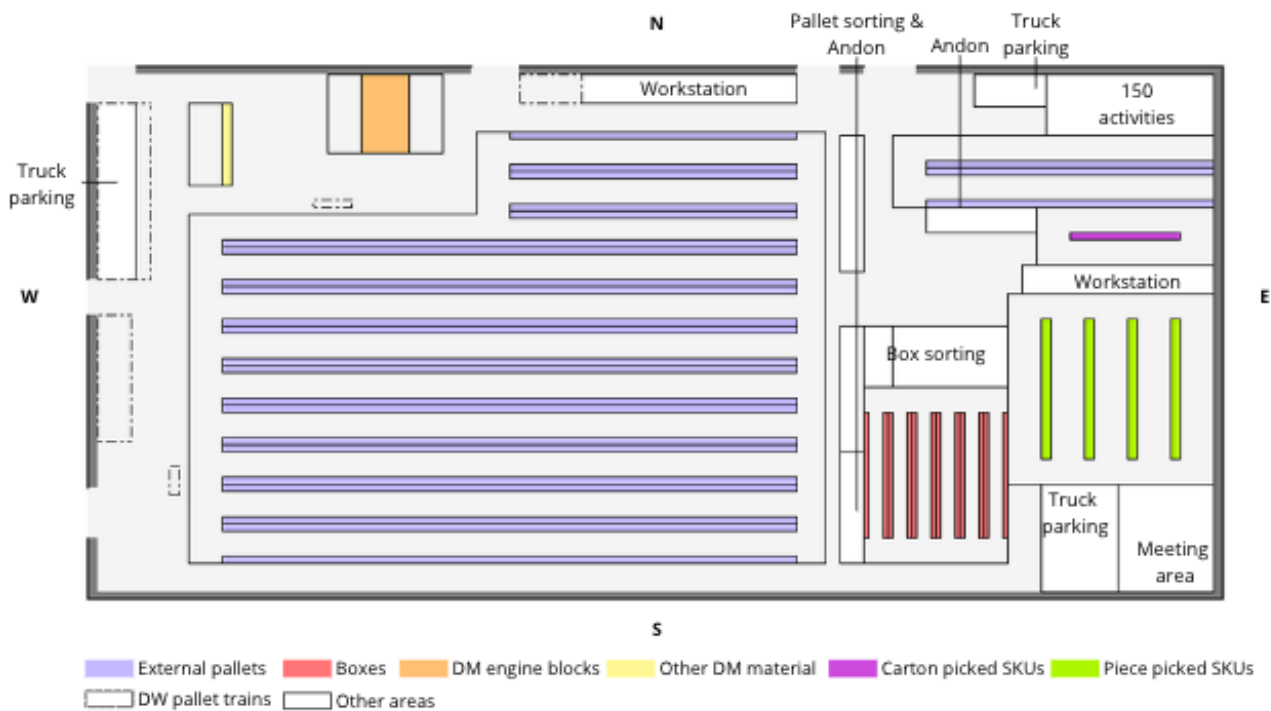 N
Pallet sorting &
Andon
Andon
Truck
parking
Workstation
150
activities
Truck
parking
W
Workstation
E
Box sorting
Truck
parking
Meeting
area
S
External pallets
Boxes
DM engine blocks
Other DM material
Carton picked SKUs
Piece picked SKUs
DW pallet trains
Other areas